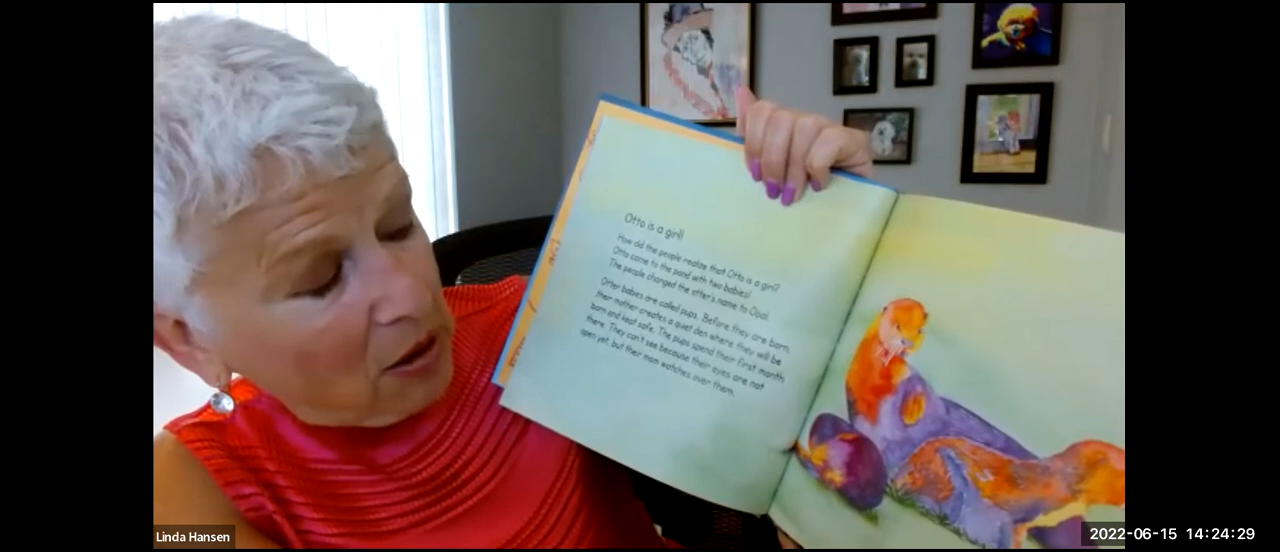 Otto is a girl!
How did the people realize that Otto is a girl?
Otto came to the pond with two babies!
The people changed the otter's name to Opal.
Otter babies are called pups. Before they are born,
their mother creates a quiet den where they will be
born and kept safe. The pups spend their first month
there. They can't see because their eyes are not
open yet, but their mom watches over them.
Linda Hansen
2022-06-15 14:24:29